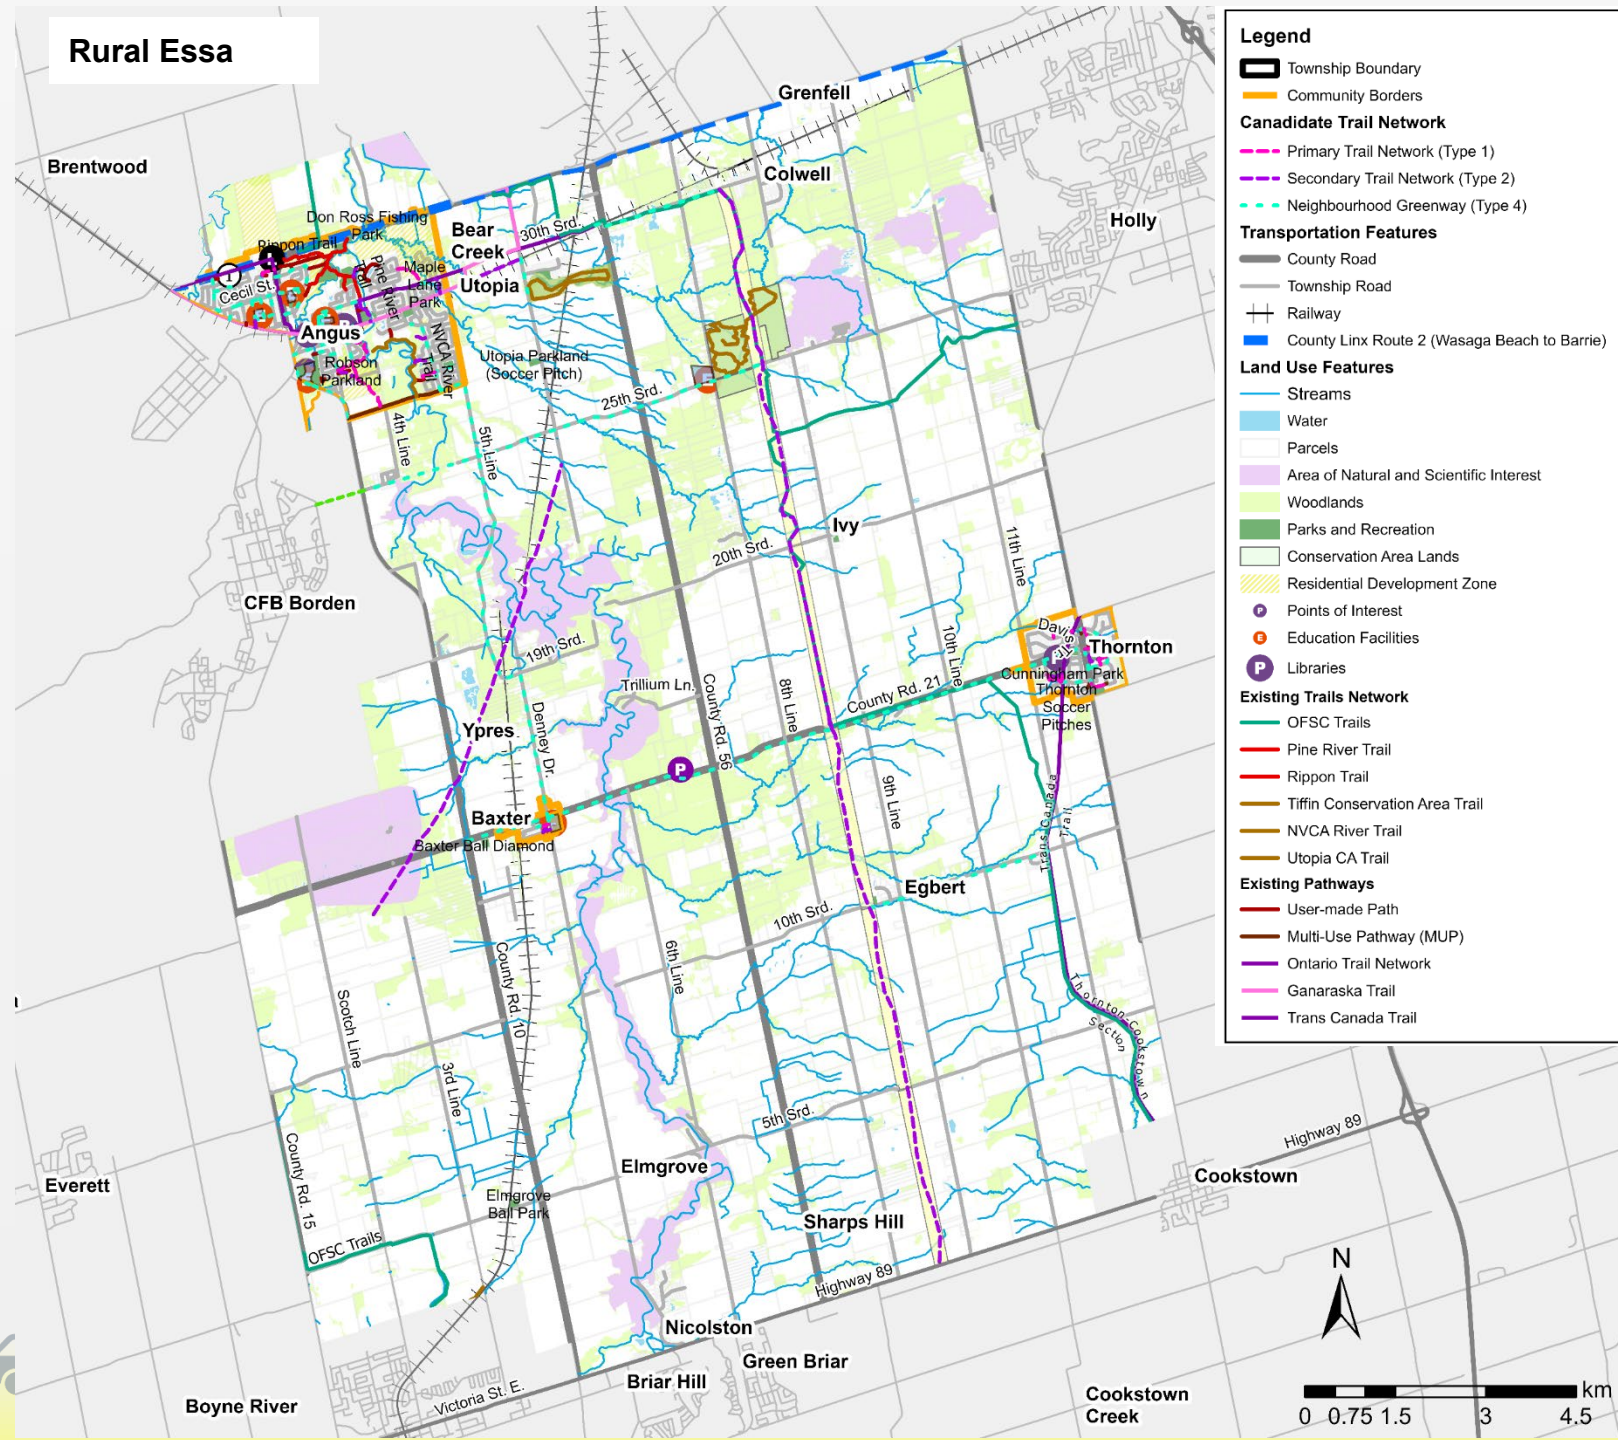 Rural Essa
Grenfell
Brentwood
Colwell
Don Ross Fishing
Park
Holly
Bear
Creek
30th Srd.
Rippon Trail
Trail
Pine River
Maple
Lane
Park
Utopia
Cecil St.
Angus
NVCA River
Trail
Utopia Parkland
(Soccer Pitch)
Robson
Parkland
25th Srd.
4th Line
5th Line
Ivy
20th Srd.
11th Line
CFB Borden
19th Srd.
10th Line
Davis
Thornton
Trillium Ln.
Cunningham Park
Thornton
Soccer
Pitches
County Rd. 56
8th Line
County Rd. 21
Ypres
Denney Dr.
P
9th Line
Trans Canada
Trail
Baxter
Baxter Ball Diamond
Egbert
10th Srd.
6th Line
County Rd. 10
Scotch Line
Thornton-Cookstown
Section
3rd Line
5th Srd.
Highway 89
County Rd. 15
Elmgrove
Cookstown
Everett
Elmgrove
Ball Park
Sharps Hill
OFSC Trails
Highway 89
Nicolston
Green Briar
Briar Hill
Victoria St. E.
Boyne River
Cookstown
Creek
Legend
Township Boundary
Community Borders
Canadidate Trail Network
Primary Trail Network (Type 1)
Secondary Trail Network (Type 2)
Neighbourhood Greenway (Type 4)
Transportation Features
County Road
Township Road
Railway
County Linx Route 2 (Wasaga Beach to Barrie)
Land Use Features
Streams
Water
Parcels
Area of Natural and Scientific Interest
Woodlands
Parks and Recreation
Conservation Area Lands
Residential Development Zone
P Points of Interest
E Education Facilities
P Libraries
Existing Trails Network
OFSC Trails
Pine River Trail
Rippon Trail
Tiffin Conservation Area Trail
NVCA River Trail
Utopia CA Trail
Existing Pathways
User-made Path
Multi-Use Pathway (MUP)
Ontario Trail Network
Ganaraska Trail
Trans Canada Trail
N
km
0 0.75 1.5 3 4.5